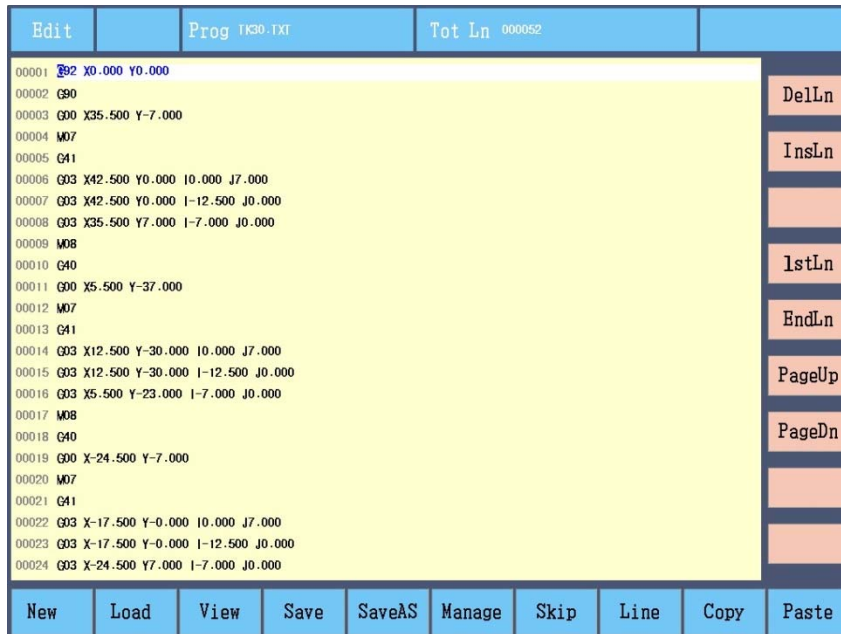 Edit Prog TK30.TXT Tot Ln 000052
00001 G92 X0.000 Y0.000
00002 G90
00003 G00 X35.500 Y-7.000
00004 M07
00005 G41
00006 G03 X42.500 Y0.000 I0.000 J7.000
00007 G03 X42.500 Y0.000 I-12.500 J0.000
00008 G03 X35.500 Y7.000 I-7.000 J0.000
00009 M08
00010 G40
00011 G00 X5.500 Y-37.000
00012 M07
00013 G41
00014 G03 X12.500 Y-30.000 I0.000 J7.000
00015 G03 X12.500 Y-30.000 I-12.500 J0.000
00016 G03 X5.500 Y-23.000 I-7.000 J0.000
00017 M08
00018 G40
00019 G00 X-24.500 Y-7.000
00020 M07
00021 G41
00022 G03 X-17.500 Y-0.000 I0.000 J7.000
00023 G03 X-17.500 Y-0.000 I-12.500 J0.000
00024 G03 X-24.500 Y7.000 I-7.000 J0.000
DelLn
InsLn
1stLn
EndLn
PageUp
PageDn
New Load View Save SaveAS Manage Skip Line Copy Paste